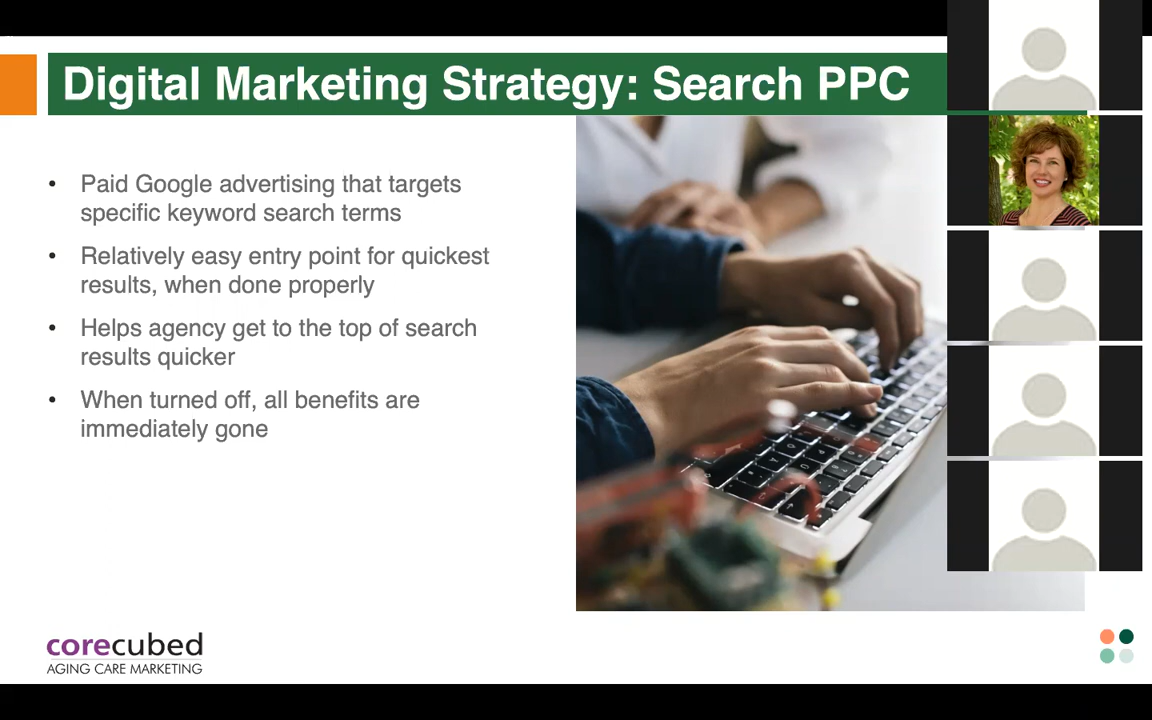 Digital Marketing Strategy: Search PPC
• Paid Google advertising that targets
specific keyword search terms
• Relatively easy entry point for quickest
results, when done properly
• Helps agency get to the top of search
results quicker
• When turned off, all benefits are
immediately gone
corecubed
AGING CARE MARKETING